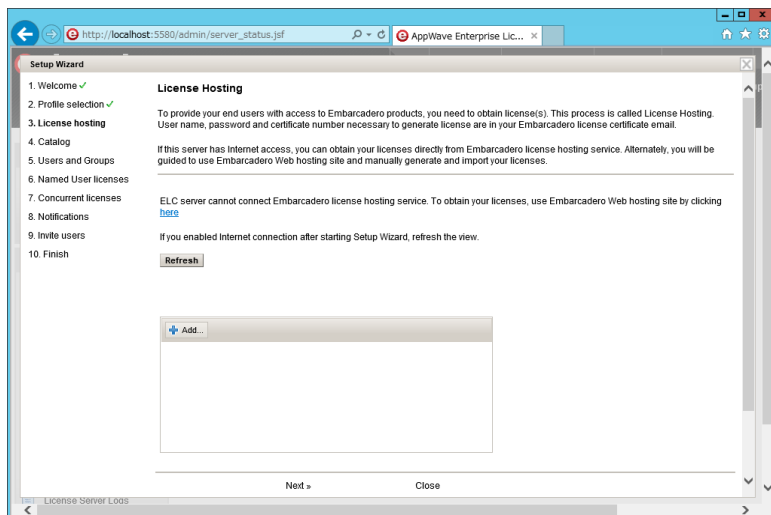 http://localhost:5580/admin/server_status.jsf
AppWave Enterprise Lic...
Setup Wizard
1. Welcome
2. Profile selection
3. License hosting
4. Catalog
5. Users and Groups
6. Named User licenses
7. Concurrent licenses
8. Notifications
9. Invite users
10. Finish
License Hosting
To provide your end users with access to Embarcadero products, you need to obtain license(s). This process is called License Hosting.
User name, password and certificate number necessary to generate license are in your Embarcadero license certificate email.
If this server has Internet access, you can obtain your licenses directly from Embarcadero license hosting service. Alternately, you will be
guided to use Embarcadero Web hosting site and manually generate and import your licenses.
ELC server cannot connect Embarcadero license hosting service. To obtain your licenses, use Embarcadero Web hosting site by clicking
here
If you enabled Internet connection after starting Setup Wizard, refresh the view.
Refresh
Add...
Next »
Close
License Server Logs